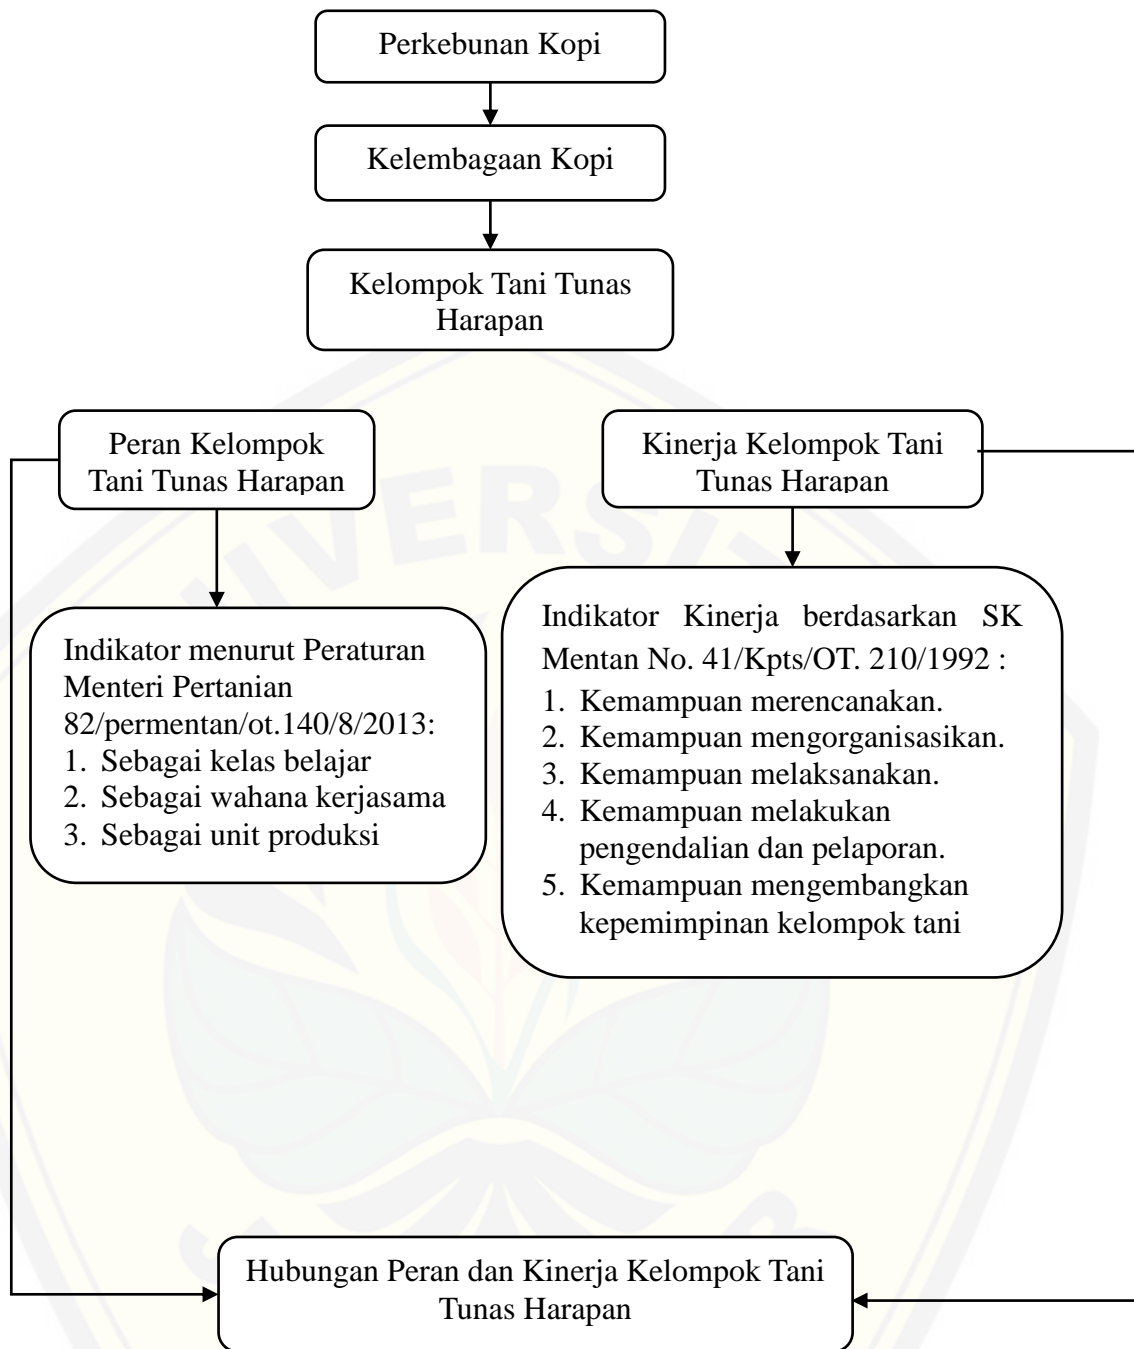 Perkebunan Kopi
Kelembagaan Kopi
Kelompok Tani Tunas
Harapan
Peran Kelompok
Tani Tunas Harapan
Kinerja Kelompok Tani
Tunas Harapan
Indikator menurut Peraturan
Menteri Pertanian
82/permentan/ot.140/8/2013:
1. Sebagai kelas belajar
2. Sebagai wahana kerjasama
3. Sebagai unit produksi
Indikator Kinerja berdasarkan SK
Mentan No. 41/Kpts/OT. 210/1992 :
1. Kemampuan merencanakan.
2. Kemampuan mengorganisasikan.
3. Kemampuan melaksanakan.
4. Kemampuan melakukan
pengendalian dan pelaporan.
5. Kemampuan mengembangkan
kepemimpinan kelompok tani
Hubungan Peran dan Kinerja Kelompok Tani
Tunas Harapan